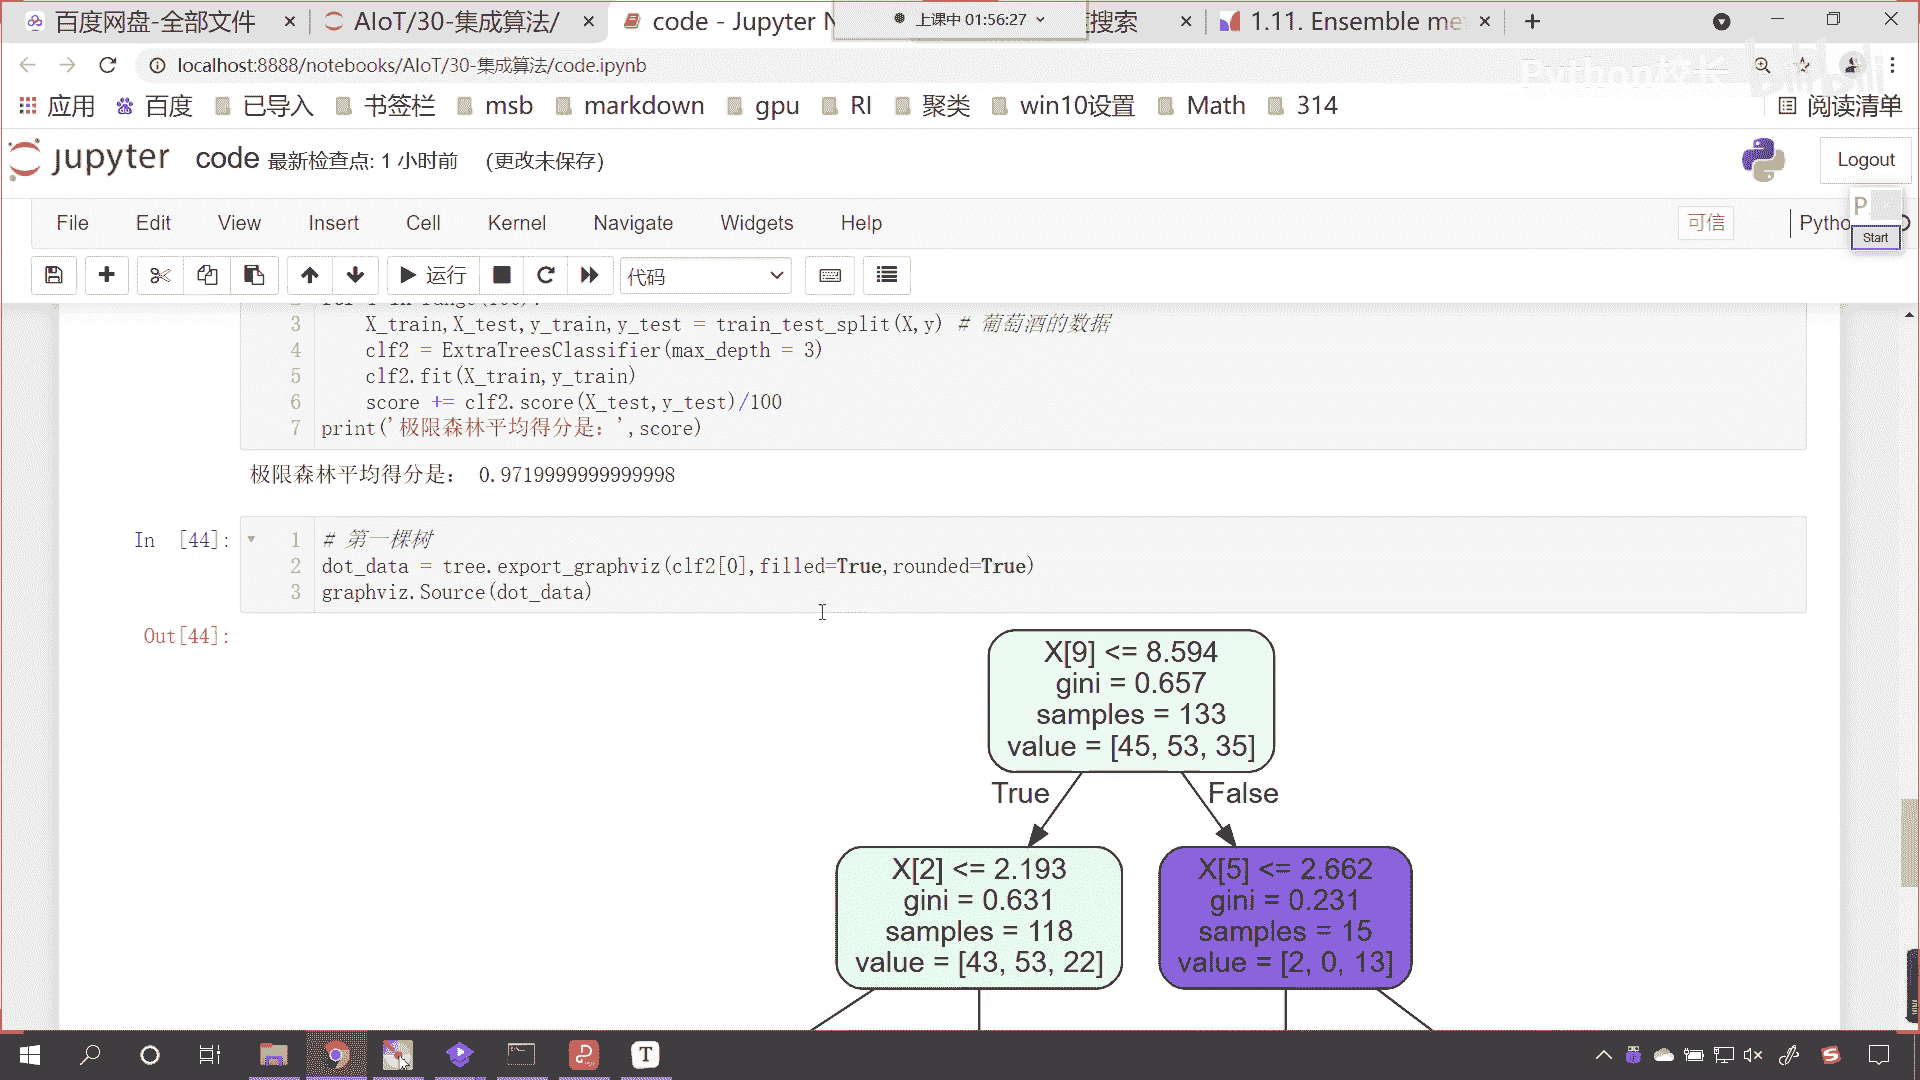 百度网盘-全部文件
AIoT/30-集成算法/
code - Jupyter N
上课中 01:56:27
搜索
1.11. Ensemble me
localhost:8888/notebooks/AIoT/30-集成算法/code.ipynb
Python校长
bilibili
应用
百度
已导入
书签栏
msb
markdown
gpu
RI
聚类
win10设置
Math
314
阅读清单
jupyter
code 最新检查点: 1 小时前 (更改未保存)
Logout
File
Edit
View
Insert
Cell
Kernel
Navigate
Widgets
Help
可信
Pytho
P
Start
运行
代码
3 X_train,X_test,y_train,y_test = train_test_split(X,y) # 葡萄酒的数据
4 clf2 = ExtraTreesClassifier(max_depth = 3)
5 clf2.fit(X_train,y_train)
6 score += clf2.score(X_test,y_test)/100
7 print('极限森林平均得分是：',score)
极限森林平均得分是： 0.9719999999999998
In [44]:
1 # 第一棵树
2 dot_data = tree.export_graphviz(clf2[0],filled=True,rounded=True)
3 graphviz.Source(dot_data)
Out[44]:
X[9] <= 8.594
gini = 0.657
samples = 133
value = [45, 53, 35]
True
False
X[2] <= 2.193
gini = 0.631
samples = 118
value = [43, 53, 22]
X[5] <= 2.662
gini = 0.231
samples = 15
value = [2, 0, 13]